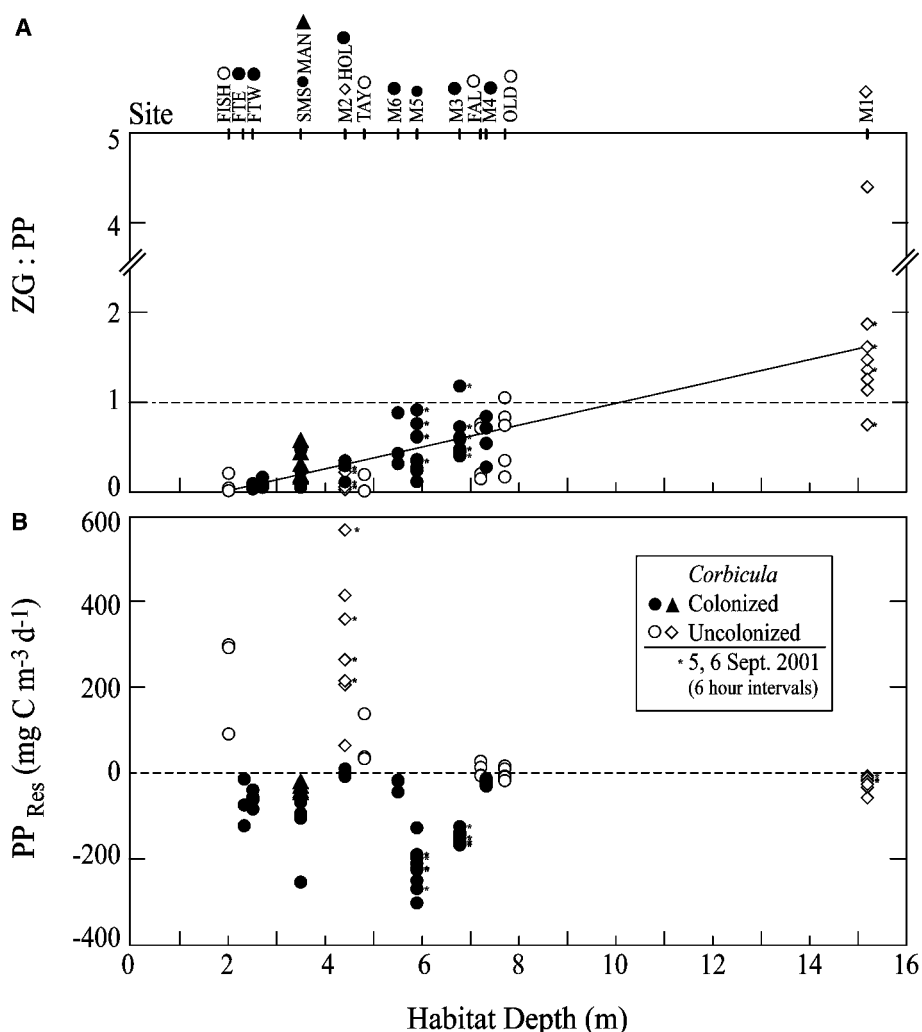 A
Site
FISH
FTE
FTW
SMS
MAN
M2
HOL
TAY
M6
M5
M3
FAL
M4
OLD
M1
ZG : PP
5
4
2
1
0
B
PP Res (mg C m-3 d-1)
600
400
200
0
-200
-400
Corbicula
Colonized
Uncolonized
* 5, 6 Sept. 2001
(6 hour intervals)
0 2 4 6 8 10 12 14 16
Habitat Depth (m)